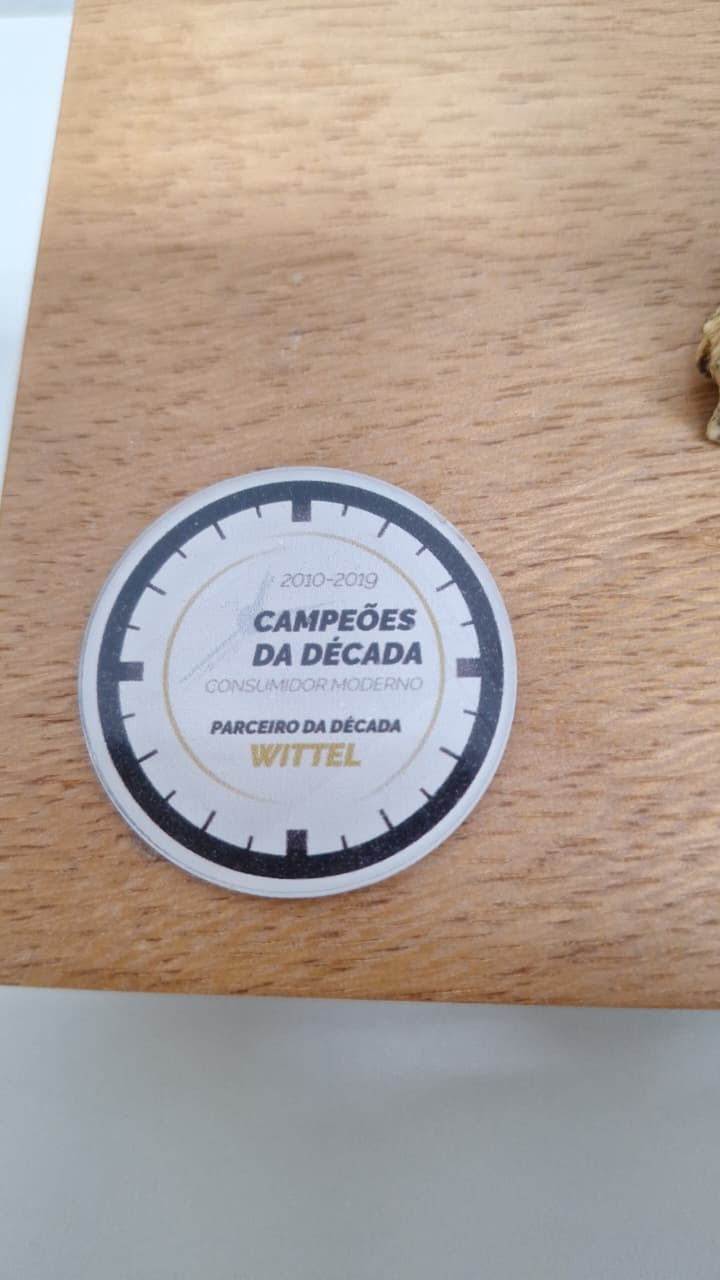 2010-2019
CAMPEÕES
DA DÉCADA
CONSUMIDOR MODERNO
PARCEIRO DA DÉCADA
WITTEL